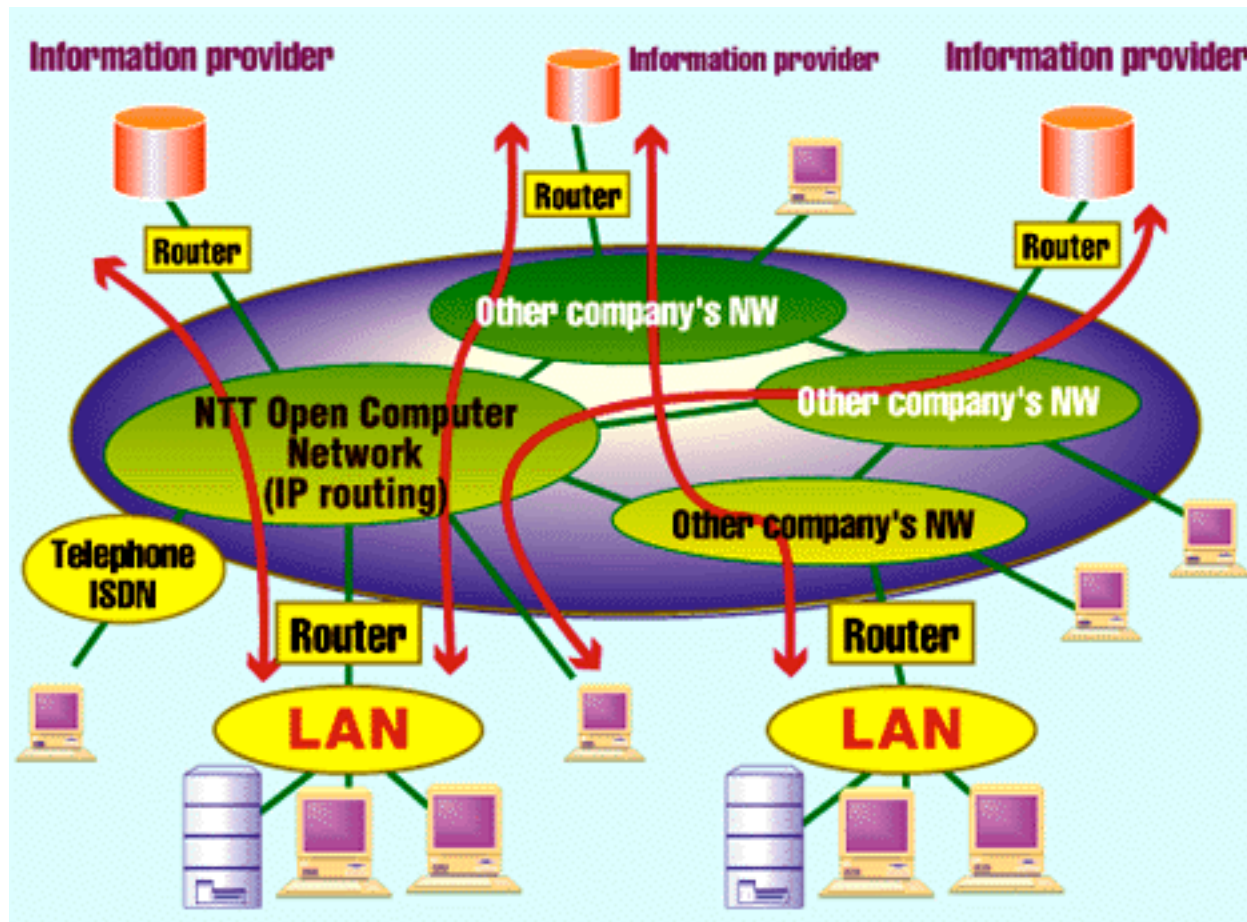 Information provider
Information provider
Information provider
Router
Router
Router
Other company's NW
Other company's NW
NTT Open Computer
Network
(IP routing)
Other company's NW
Telephone
ISDN
Router
Router
LAN
LAN